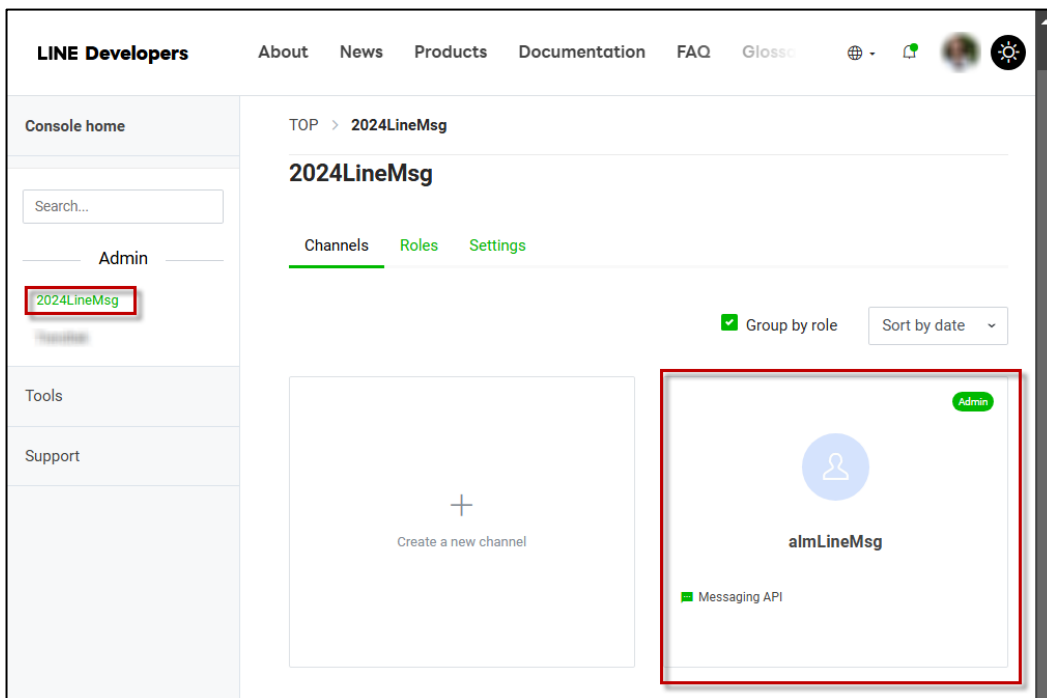 LINE Developers
About News Products Documentation FAQ
Console home
TOP > 2024LineMsg
2024LineMsg
Search...
Admin
Channels Roles Settings
2024LineMsg
Group by role
Sort by date
Tools
Support
Admin
Create a new channel
almLineMsg
Messaging API